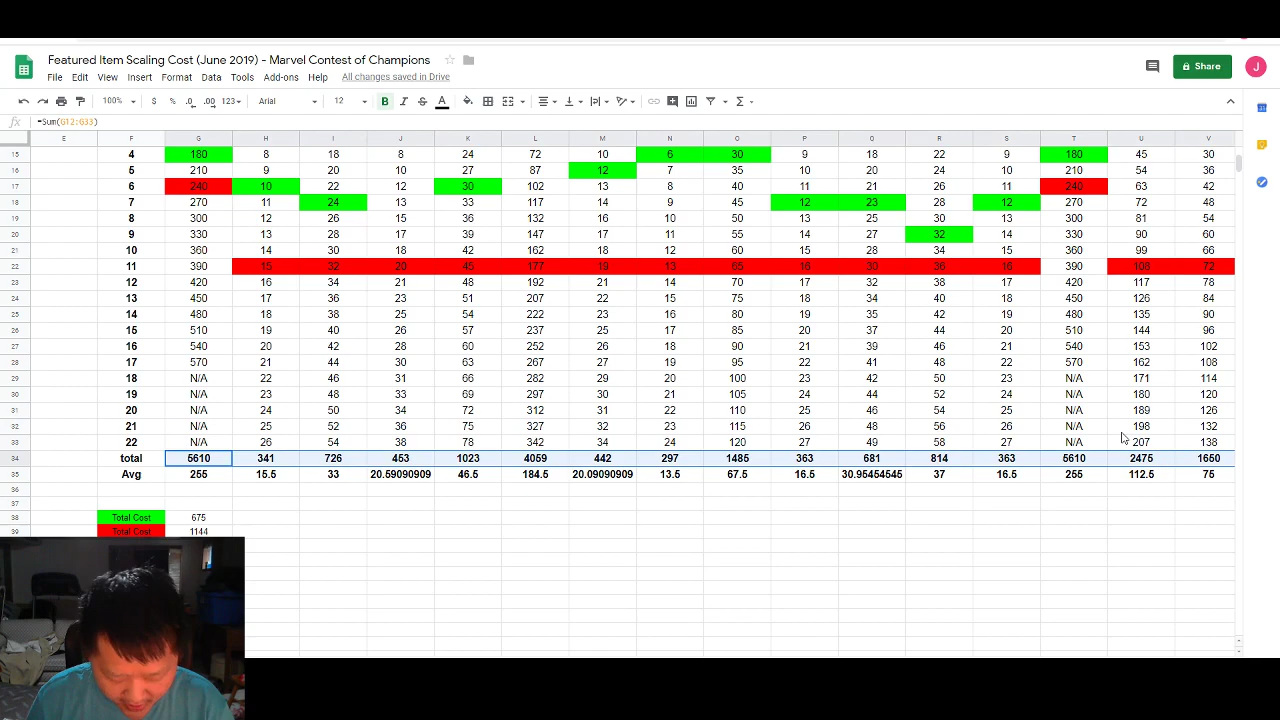 Featured Item Scaling Cost (June 2019) - Marvel Contest of Champions
File Edit View Insert Format Data Tools Add-ons Help All changes saved in Drive
Share
J
100% $ % .0 .00 123 Arial 12 B I S A Σ
fx =Sum(G12:G33)
E F G H I J K L M N O P Q R S T U V
15 4 180 8 18 8 24 72 10 6 30 9 18 22 9 180 45 30
16 5 210 9 20 10 27 87 12 7 35 10 20 24 10 210 54 36
17 6 240 10 22 12 30 102 13 8 40 11 21 26 11 240 63 42
18 7 270 11 24 13 33 117 14 9 45 12 23 28 12 270 72 48
19 8 300 12 26 15 36 132 16 10 50 13 25 30 13 300 81 54
20 9 330 13 28 17 39 147 17 11 55 14 27 32 14 330 90 60
21 10 360 14 30 18 42 162 18 12 60 15 28 34 15 360 99 66
22 11 390 15 32 20 45 177 19 13 65 16 30 36 16 390 108 72
23 12 420 16 34 21 48 192 21 14 70 17 32 38 17 420 117 78
24 13 450 17 36 23 51 207 22 15 75 18 34 40 18 450 126 84
25 14 480 18 38 25 54 222 23 16 80 19 35 42 19 480 135 90
26 15 510 19 40 26 57 237 25 17 85 20 37 44 20 510 144 96
27 16 540 20 42 28 60 252 26 18 90 21 39 46 21 540 153 102
28 17 570 21 44 30 63 267 27 19 95 22 41 48 22 570 162 108
29 18 N/A 22 46 31 66 282 29 20 100 23 42 50 23 N/A 171 114
30 19 N/A 23 48 33 69 297 30 21 105 24 44 52 24 N/A 180 120
31 20 N/A 24 50 34 72 312 31 22 110 25 46 54 25 N/A 189 126
32 21 N/A 25 52 36 75 327 32 23 115 26 48 56 26 N/A 198 132
33 22 N/A 26 54 38 78 342 34 24 120 27 49 58 27 N/A 207 138
34 total 5610 341 726 453 1023 4059 442 297 1485 363 681 814 363 5610 2475 1650
35 Avg 255 15.5 33 20.59090909 46.5 184.5 20.09090909 13.5 67.5 16.5 30.95454545 37 16.5 255 112.5 75
36
37
38 Total Cost 675
39 Total Cost 1144